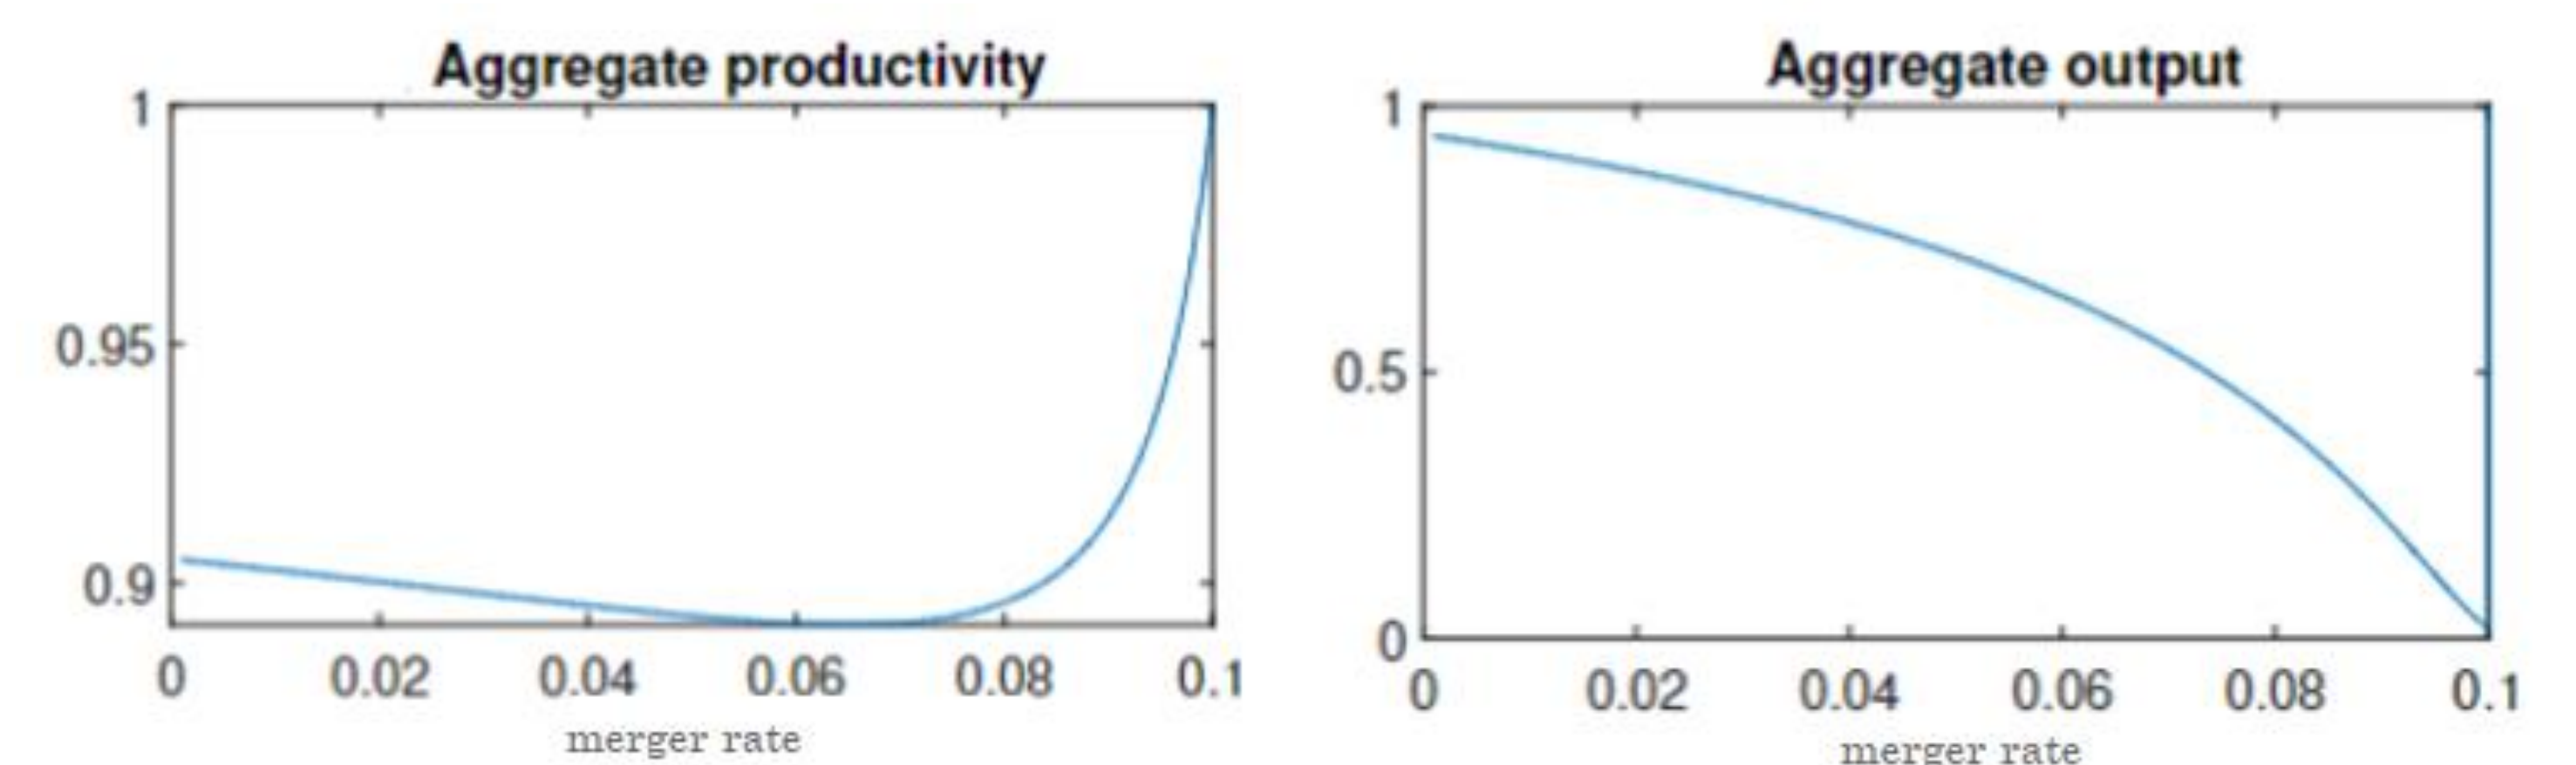 Aggregate productivity
1
0.95
0.9
0 0.02 0.04 0.06 0.08 0.1
merger rate
Aggregate output
1
0.5
0
0 0.02 0.04 0.06 0.08 0.1
merger rate